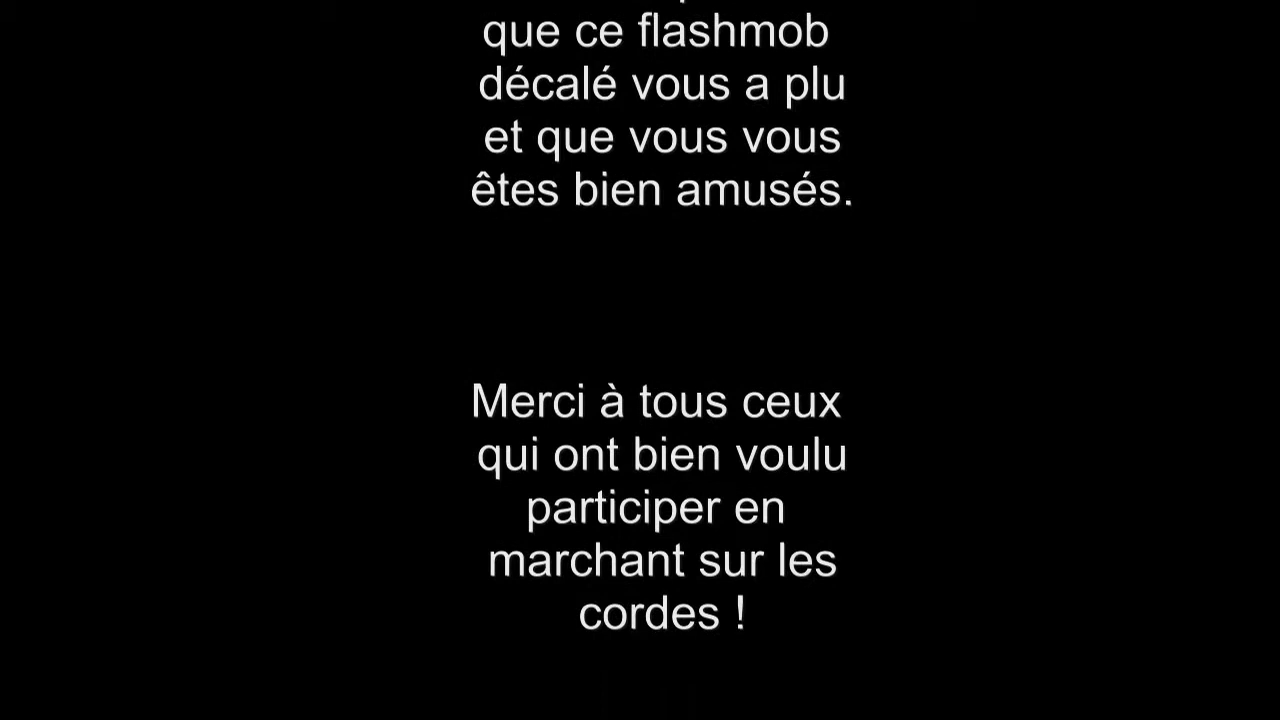 que ce flashmob
décalé vous a plu
et que vous vous
êtes bien amusés.
Merci à tous ceux
qui ont bien voulu
participer en
marchant sur les
cordes !